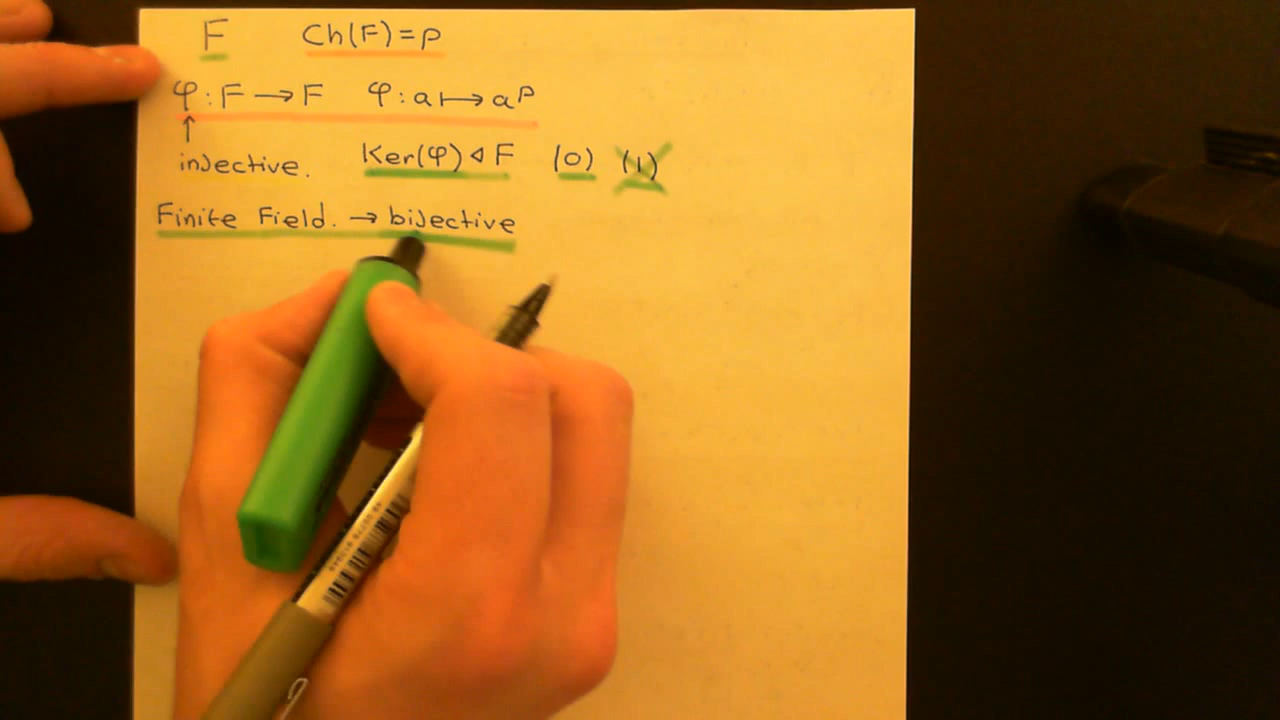 F Ch(F)=p
φ:F→F φ:a↦a^p
↑
injective. Ker(φ)◁F (0) (1)
Finite Field. → bijective